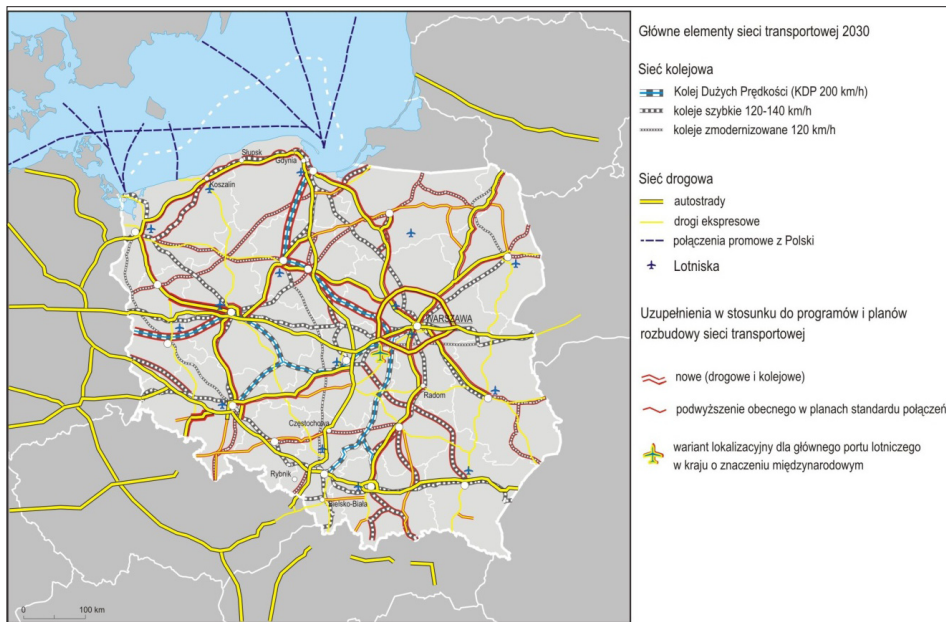 Słupsk
Gdynia
Koszalin
WARSZAWA
Radom
Częstochowa
Rybnik
Bielsko-Biała
0 100 km
Główne elementy sieci transportowej 2030
Sieć kolejowa
Kolej Dużych Prędkości (KDP 200 km/h)
koleje szybkie 120-140 km/h
koleje zmodernizowane 120 km/h
Sieć drogowa
autostrady
drogi ekspresowe
połączenia promowe z Polski
Lotniska
Uzupełnienia w stosunku do programów i planów
rozbudowy sieci transportowej
nowe (drogowe i kolejowe)
podwyższenie obecnego w planach standardu połączeń
wariant lokalizacyjny dla głównego portu lotniczego
w kraju o znaczeniu międzynarodowym